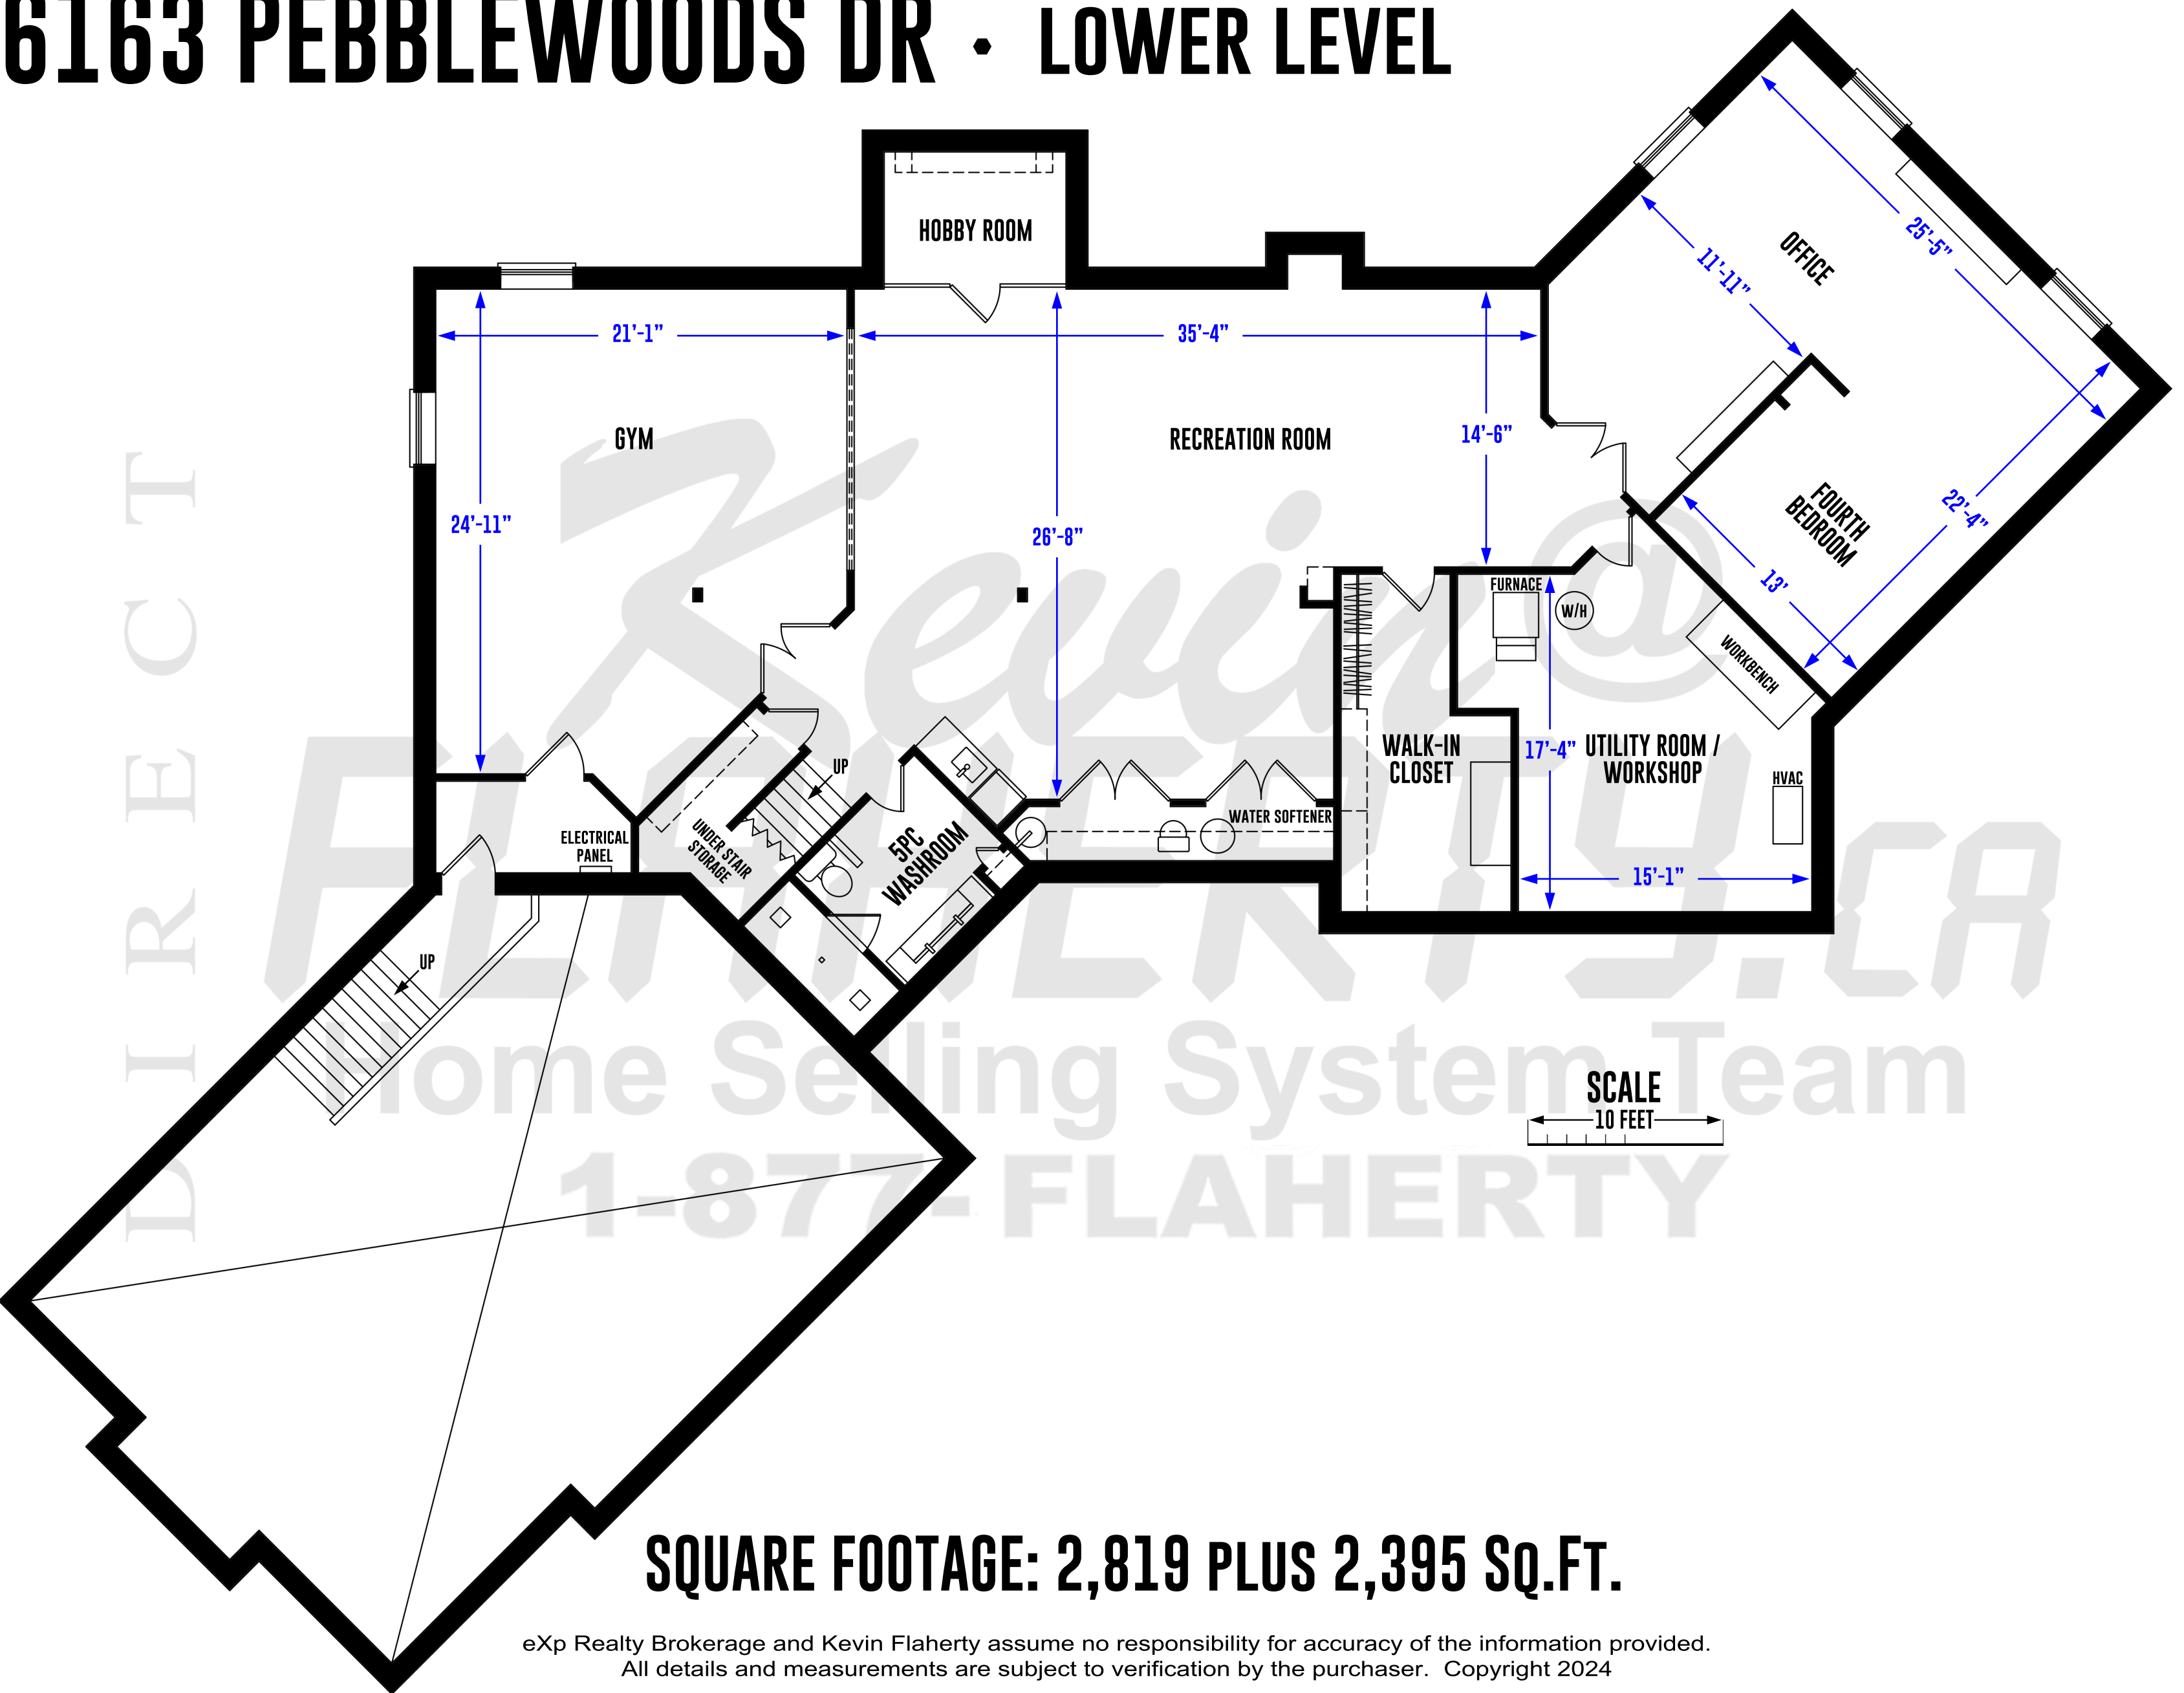 6163 PEBBLEWOODS DR · LOWER LEVEL
HOBBY ROOM
OFFICE
25'-5"
11'-11"
21'-1"
35'-4"
GYM
RECREATION ROOM
14'-6"
24'-11"
26'-8"
FOURTH
BEDROOM
22'-4"
13'
FURNACE
W/H
WORKBENCH
UP
WALK-IN
CLOSET
17'-4"
UTILITY ROOM /
WORKSHOP
HVAC
WATER SOFTENER
ELECTRICAL
PANEL
UNDER STAIR
STORAGE
5PC
WASHROOM
15'-1"
UP
DIRECT
Kevin@
FLAHERTY.CA
Home Selling System Team
1-877-FLAHERTY
SCALE
10 FEET
SQUARE FOOTAGE: 2,819 PLUS 2,395 SQ.FT.
eXp Realty Brokerage and Kevin Flaherty assume no responsibility for accuracy of the information provided.
All details and measurements are subject to verification by the purchaser. Copyright 2024